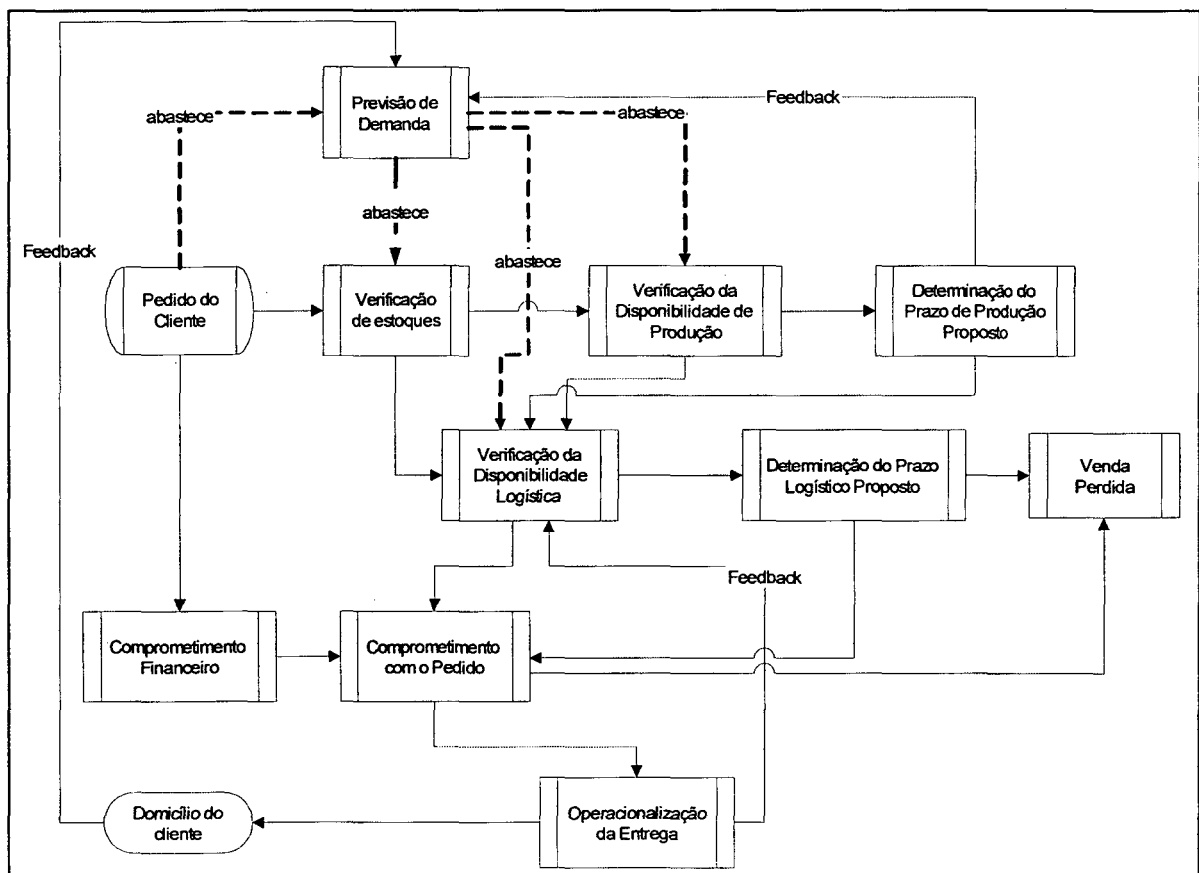 Previsão de
Demanda
Feedback
abastece
abastece
abastece
Feedback
abastece
Pedido do
Cliente
Verificação
de estoques
Verificação da
Disponibilidade de
Produção
Determinação do
Prazo de Produção
Proposto
Verificação da
Disponibilidade
Logística
Determinação do Prazo
Logístico Proposto
Venda
Perdida
Feedback
Comprometimento
Financeiro
Comprometimento
com o Pedido
Domicílio do
cliente
Operacionalização
da Entrega